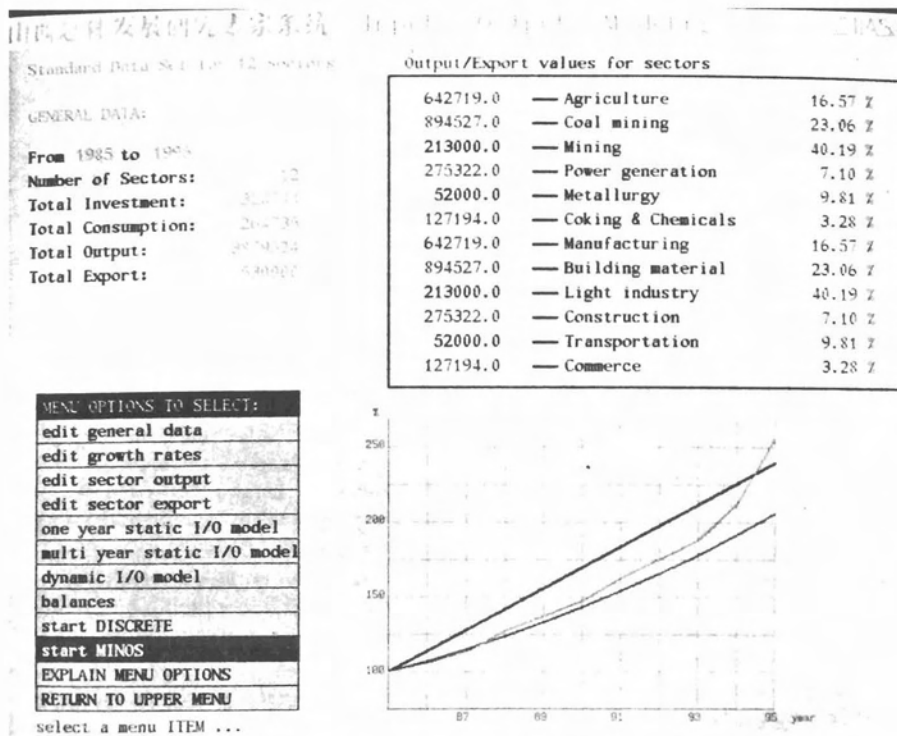 Standard Data Set for 12 sectors
GENERAL DATA:
From 1985 to
Number of Sectors: 12
Total Investment:
Total Consumption:
Total Output:
Total Export:
Output/Export values for sectors
642719.0 — Agriculture 16.57 %
894527.0 — Coal mining 23.06 %
213000.0 — Mining 40.19 %
275322.0 — Power generation 7.10 %
52000.0 — Metallurgy 9.81 %
127194.0 — Coking & Chemicals 3.28 %
642719.0 — Manufacturing 16.57 %
894527.0 — Building material 23.06 %
213000.0 — Light industry 40.19 %
275322.0 — Construction 7.10 %
52000.0 — Transportation 9.81 %
127194.0 — Commerce 3.28 %
MENU OPTIONS TO SELECT:
edit general data
edit growth rates
edit sector output
edit sector export
one year static I/O model
multi year static I/O model
dynamic I/O model
balances
start DISCRETE
start MINOS
EXPLAIN MENU OPTIONS
RETURN TO UPPER MENU
select a menu ITEM ...
%
250
200
150
100
87 89 91 93 95 year